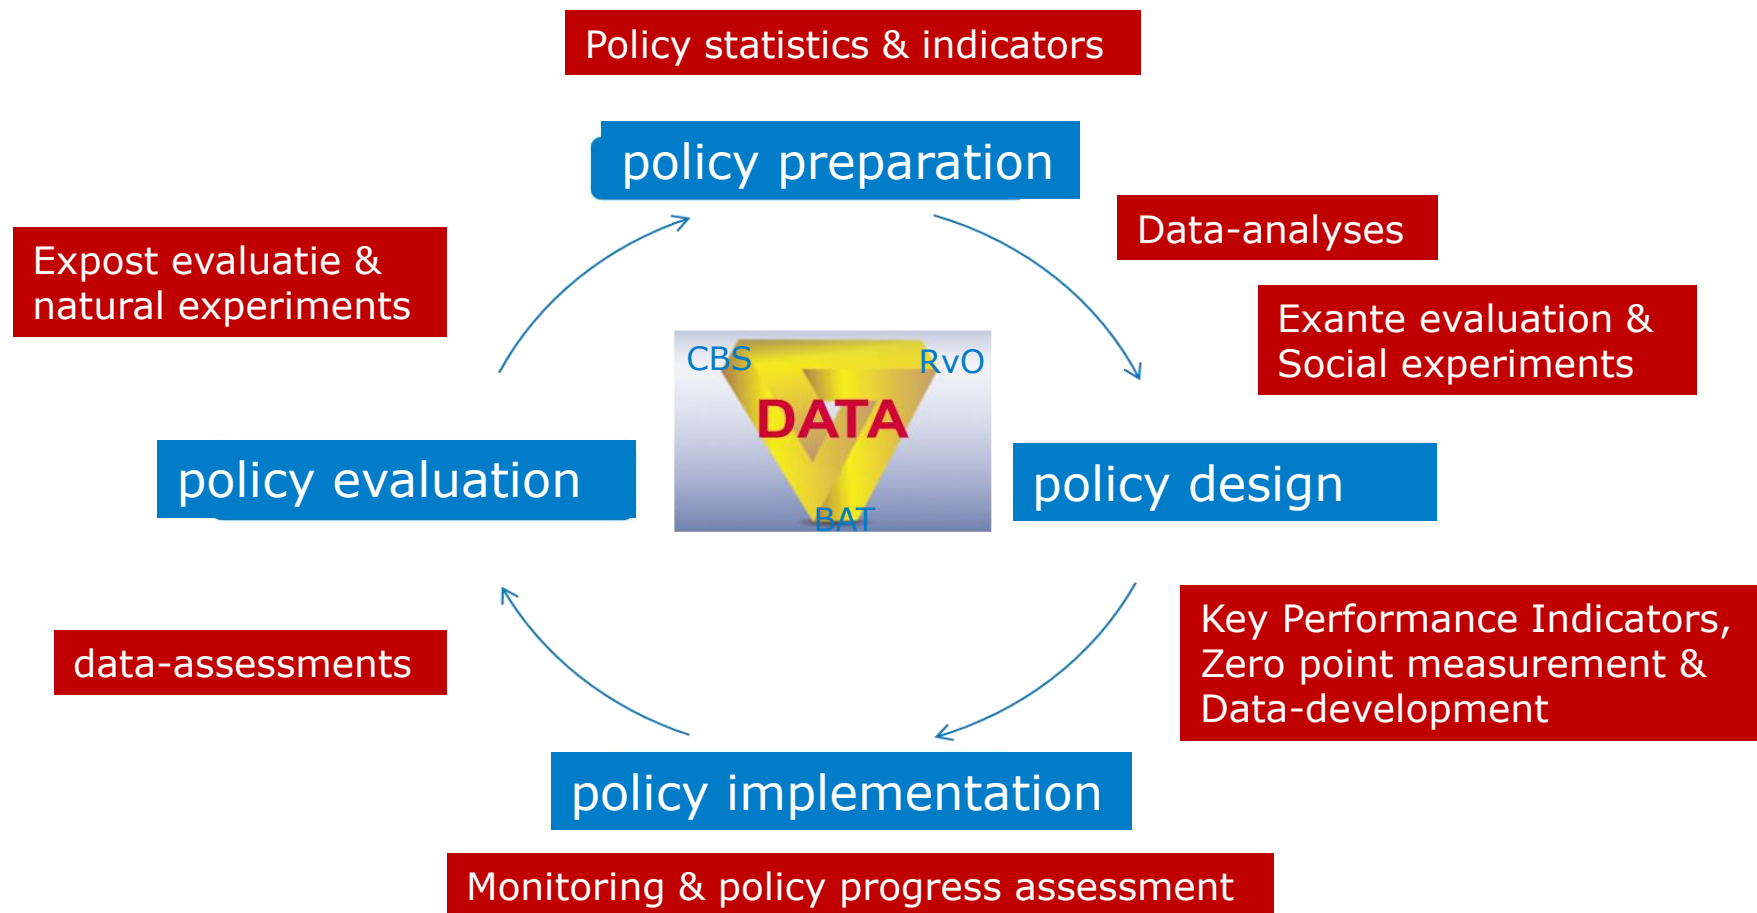 Policy statistics & indicators
policy preparation
Data-analyses
Expost evaluatie &
natural experiments
Exante evaluation &
Social experiments
CBS
RvO
DATA
BAT
policy evaluation
policy design
Key Performance Indicators,
Zero point measurement &
Data-development
data-assessments
policy implementation
Monitoring & policy progress assessment